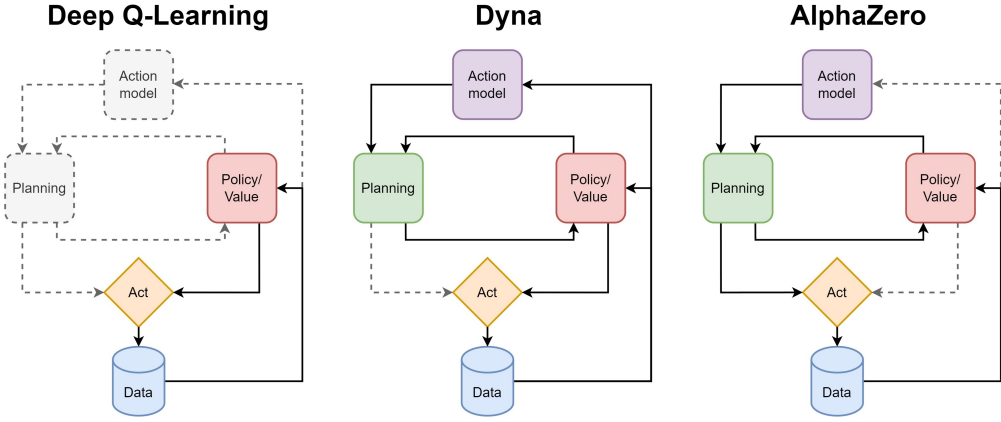 Deep Q-Learning
Action
model
Planning
Policy/
Value
Act
Data
Dyna
Action
model
Planning
Policy/
Value
Act
Data
AlphaZero
Action
model
Planning
Policy/
Value
Act
Data